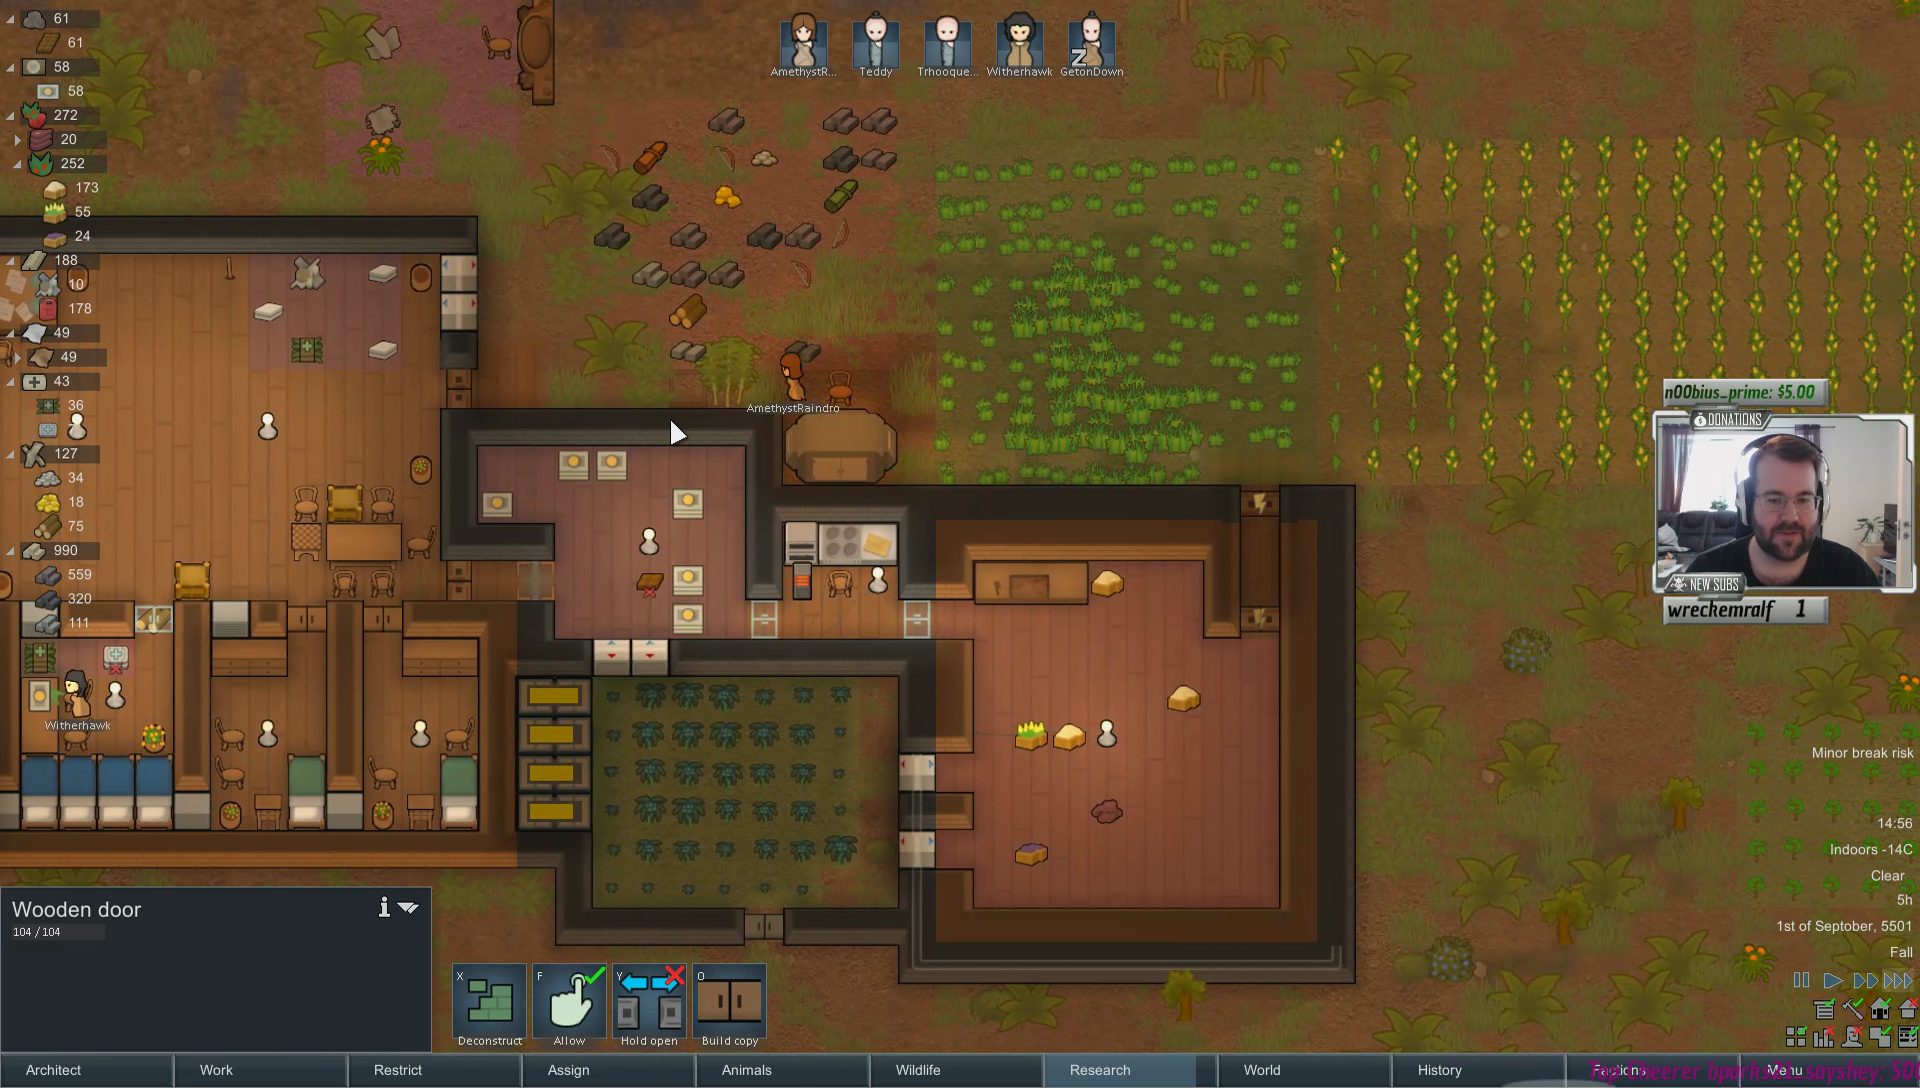 61
61
58
58
272
20
252
173
55
24
188
10
178
49
49
43
36
127
34
18
75
990
559
320
111
AmethystR...
Teddy
Trhooque...
Witherhawk
Z
GetonDown
AmethystRaindro
Witherhawk
n00bius_prime: $5.00
DONATIONS
NEW SUBS
wreckemralf 1
Minor break risk
14:56
Indoors -14C
Clear
5h
1st of Septober, 5501
Fall
Wooden door
104 / 104
X
Deconstruct
F
Allow
Y
Hold open
O
Build copy
Architect
Work
Restrict
Assign
Animals
Wildlife
Research
World
History
Factions
Menu